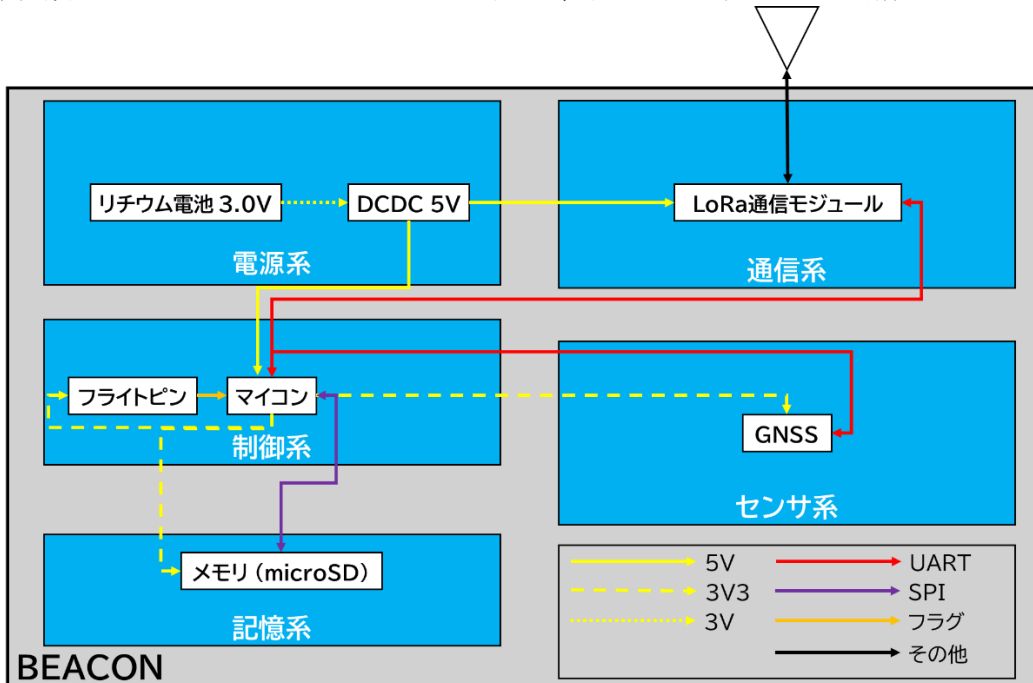 リチウム電池 3.0V
DCDC 5V
電源系
LoRa通信モジュール
通信系
フライトピン
マイコン
制御系
GNSS
センサ系
メモリ（microSD）
記憶系
5V
3V3
3V
UART
SPI
フラグ
その他
BEACON